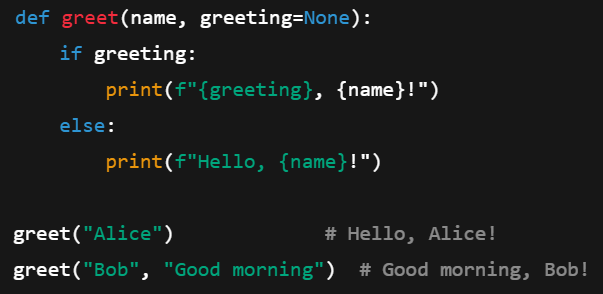 def greet(name, greeting=None):
    if greeting:
        print(f"{greeting}, {name}!")
    else:
        print(f"Hello, {name}!")

greet("Alice")             # Hello, Alice!
greet("Bob", "Good morning")  # Good morning, Bob!